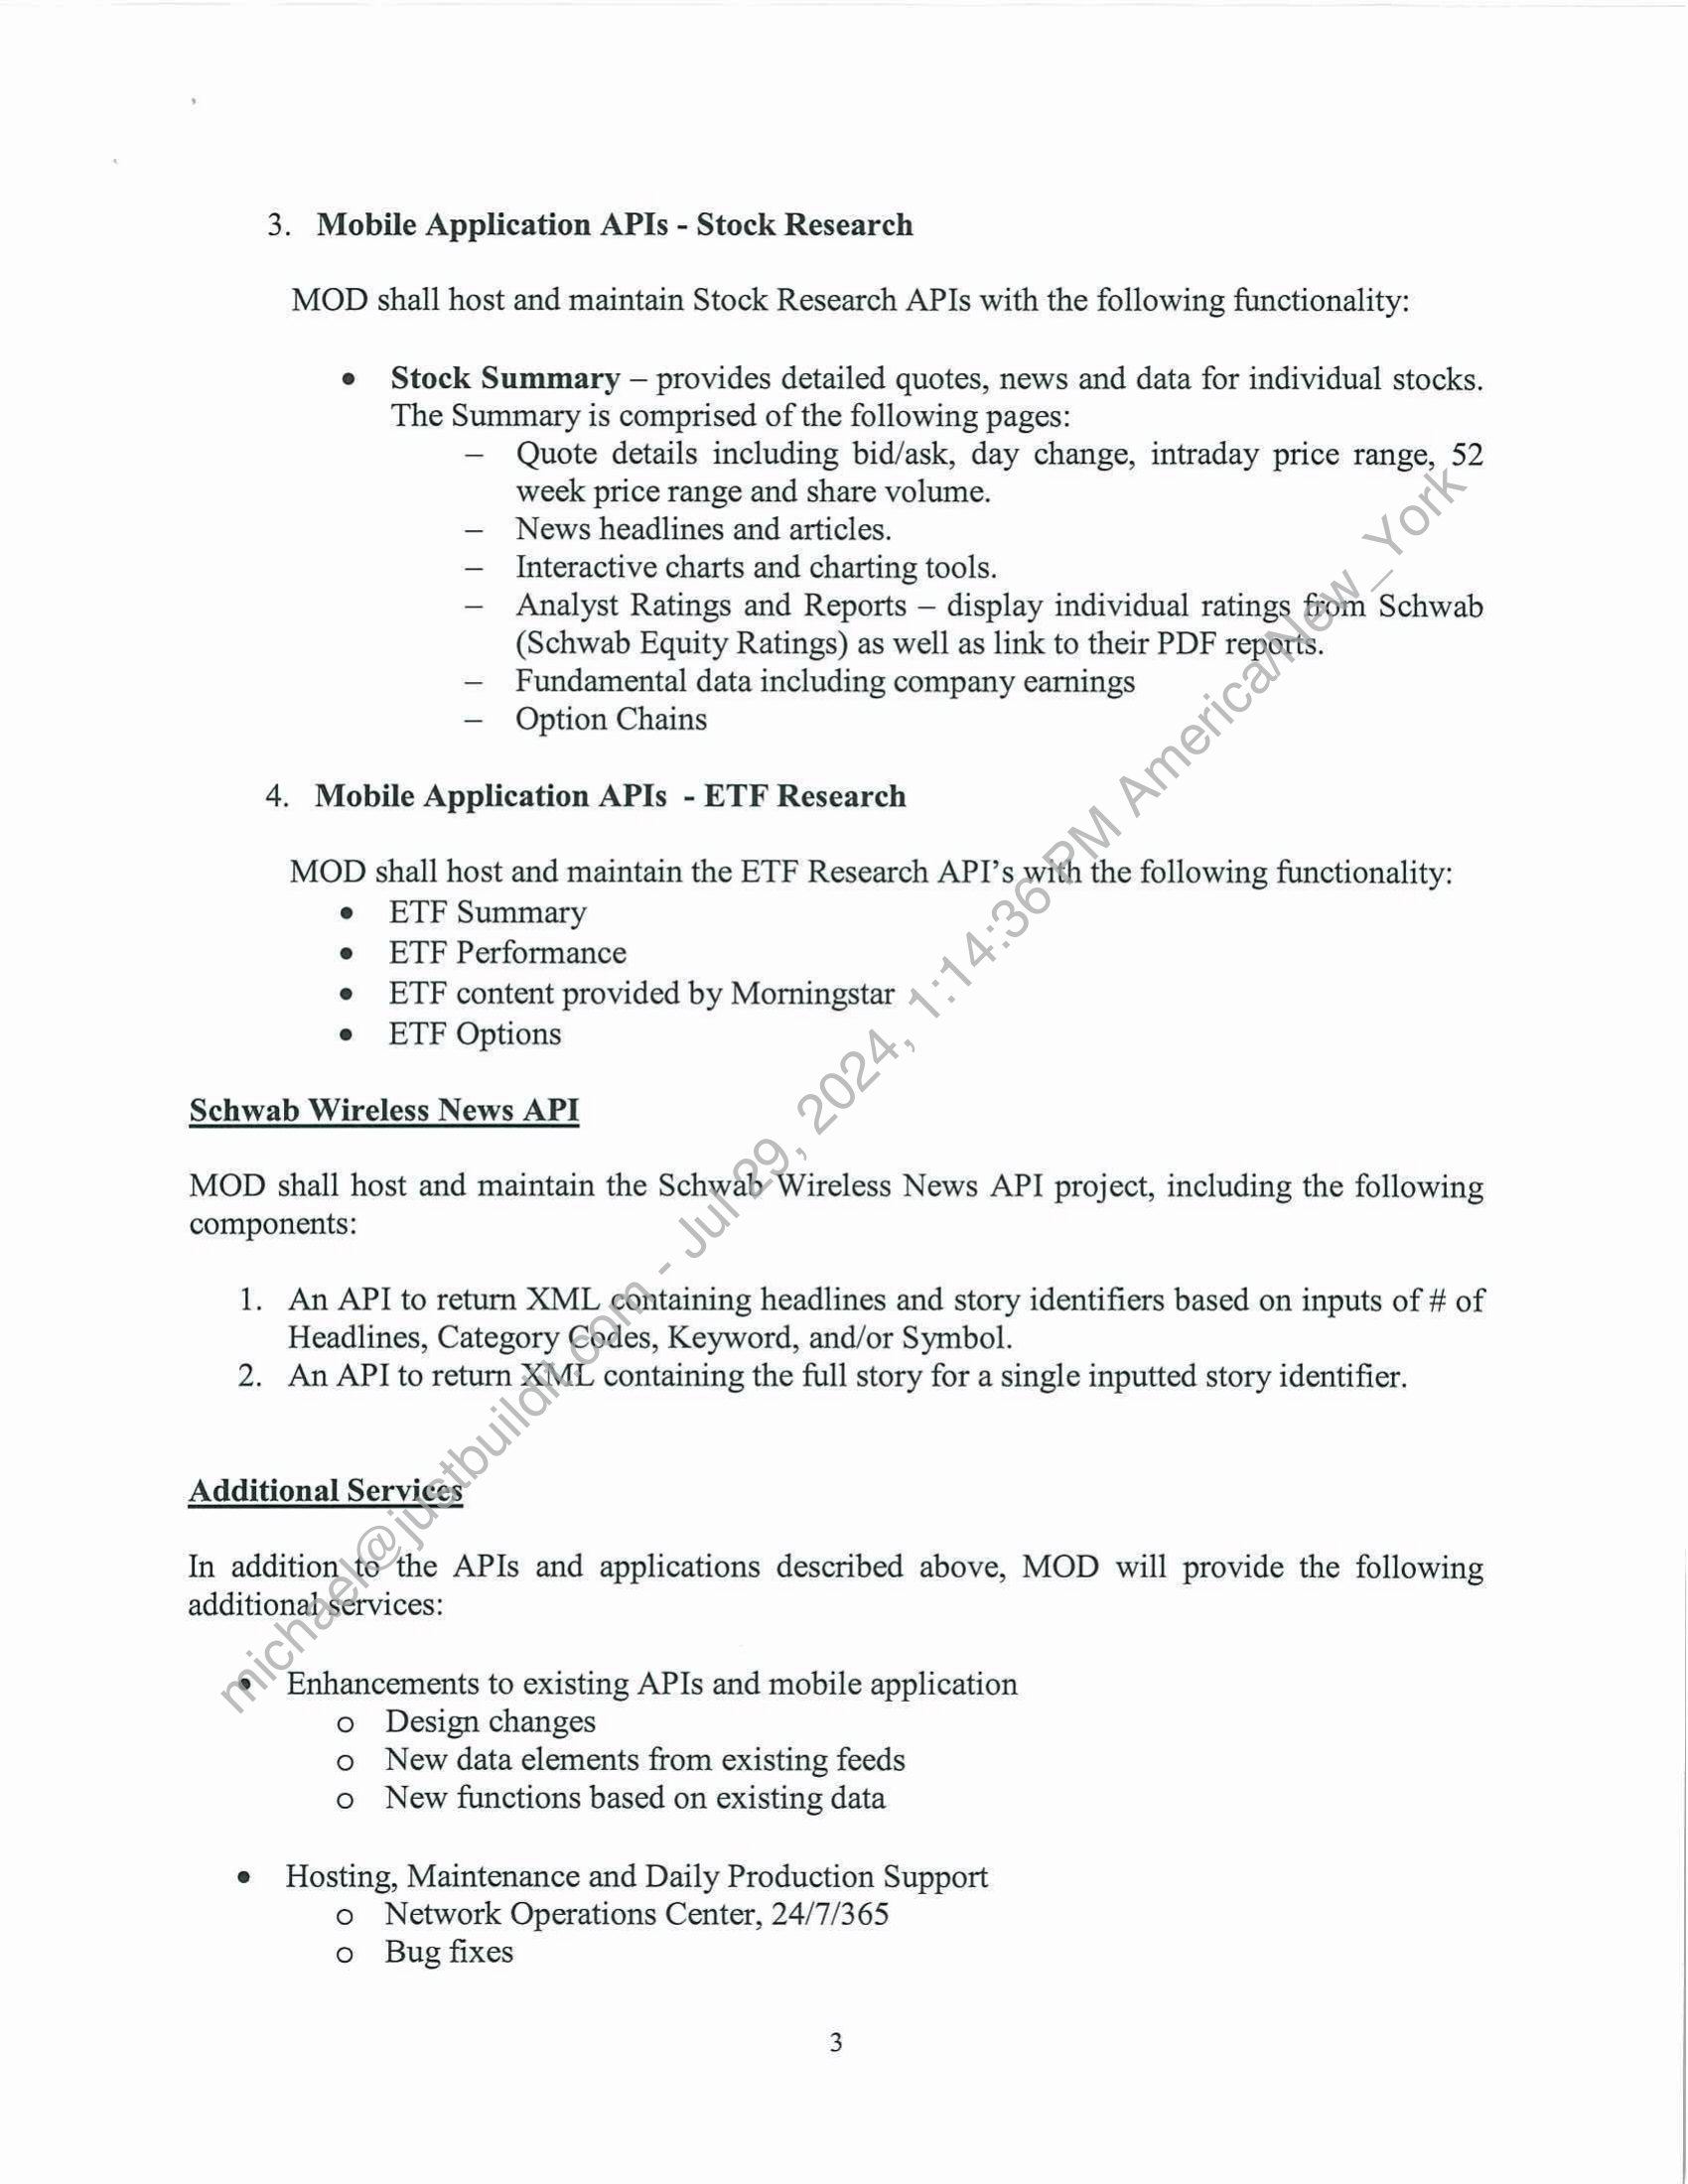 3. Mobile Application APIs - Stock Research
MOD shall host and maintain Stock Research APIs with the following functionality:
• Stock Summary – provides detailed quotes, news and data for individual stocks.
The Summary is comprised of the following pages:
– Quote details including bid/ask, day change, intraday price range, 52
week price range and share volume.
– News headlines and articles.
– Interactive charts and charting tools.
– Analyst Ratings and Reports – display individual ratings from Schwab
(Schwab Equity Ratings) as well as link to their PDF reports.
– Fundamental data including company earnings
– Option Chains
4. Mobile Application APIs - ETF Research
MOD shall host and maintain the ETF Research API's with the following functionality:
• ETF Summary
• ETF Performance
• ETF content provided by Morningstar
• ETF Options
Schwab Wireless News API
MOD shall host and maintain the Schwab Wireless News API project, including the following
components:
1. An API to return XML containing headlines and story identifiers based on inputs of # of
Headlines, Category Codes, Keyword, and/or Symbol.
2. An API to return XML containing the full story for a single inputted story identifier.
Additional Services
In addition to the APIs and applications described above, MOD will provide the following
additional services:
• Enhancements to existing APIs and mobile application
o Design changes
o New data elements from existing feeds
o New functions based on existing data
• Hosting, Maintenance and Daily Production Support
o Network Operations Center, 24/7/365
o Bug fixes
3
michael@justbuildit.com - Jul 29, 2024, 1:14:36 PM America/New_York